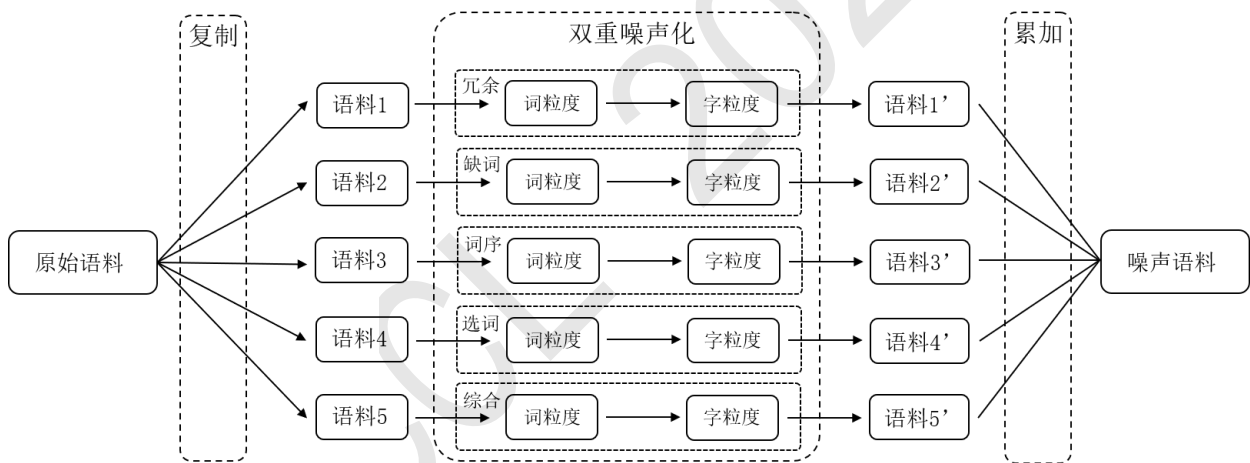 复制
双重噪声化
累加
语料1
冗余
词粒度
字粒度
语料1’
语料2
缺词
词粒度
字粒度
语料2’
原始语料
语料3
词序
词粒度
字粒度
语料3’
噪声语料
语料4
选词
词粒度
字粒度
语料4’
语料5
综合
词粒度
字粒度
语料5’